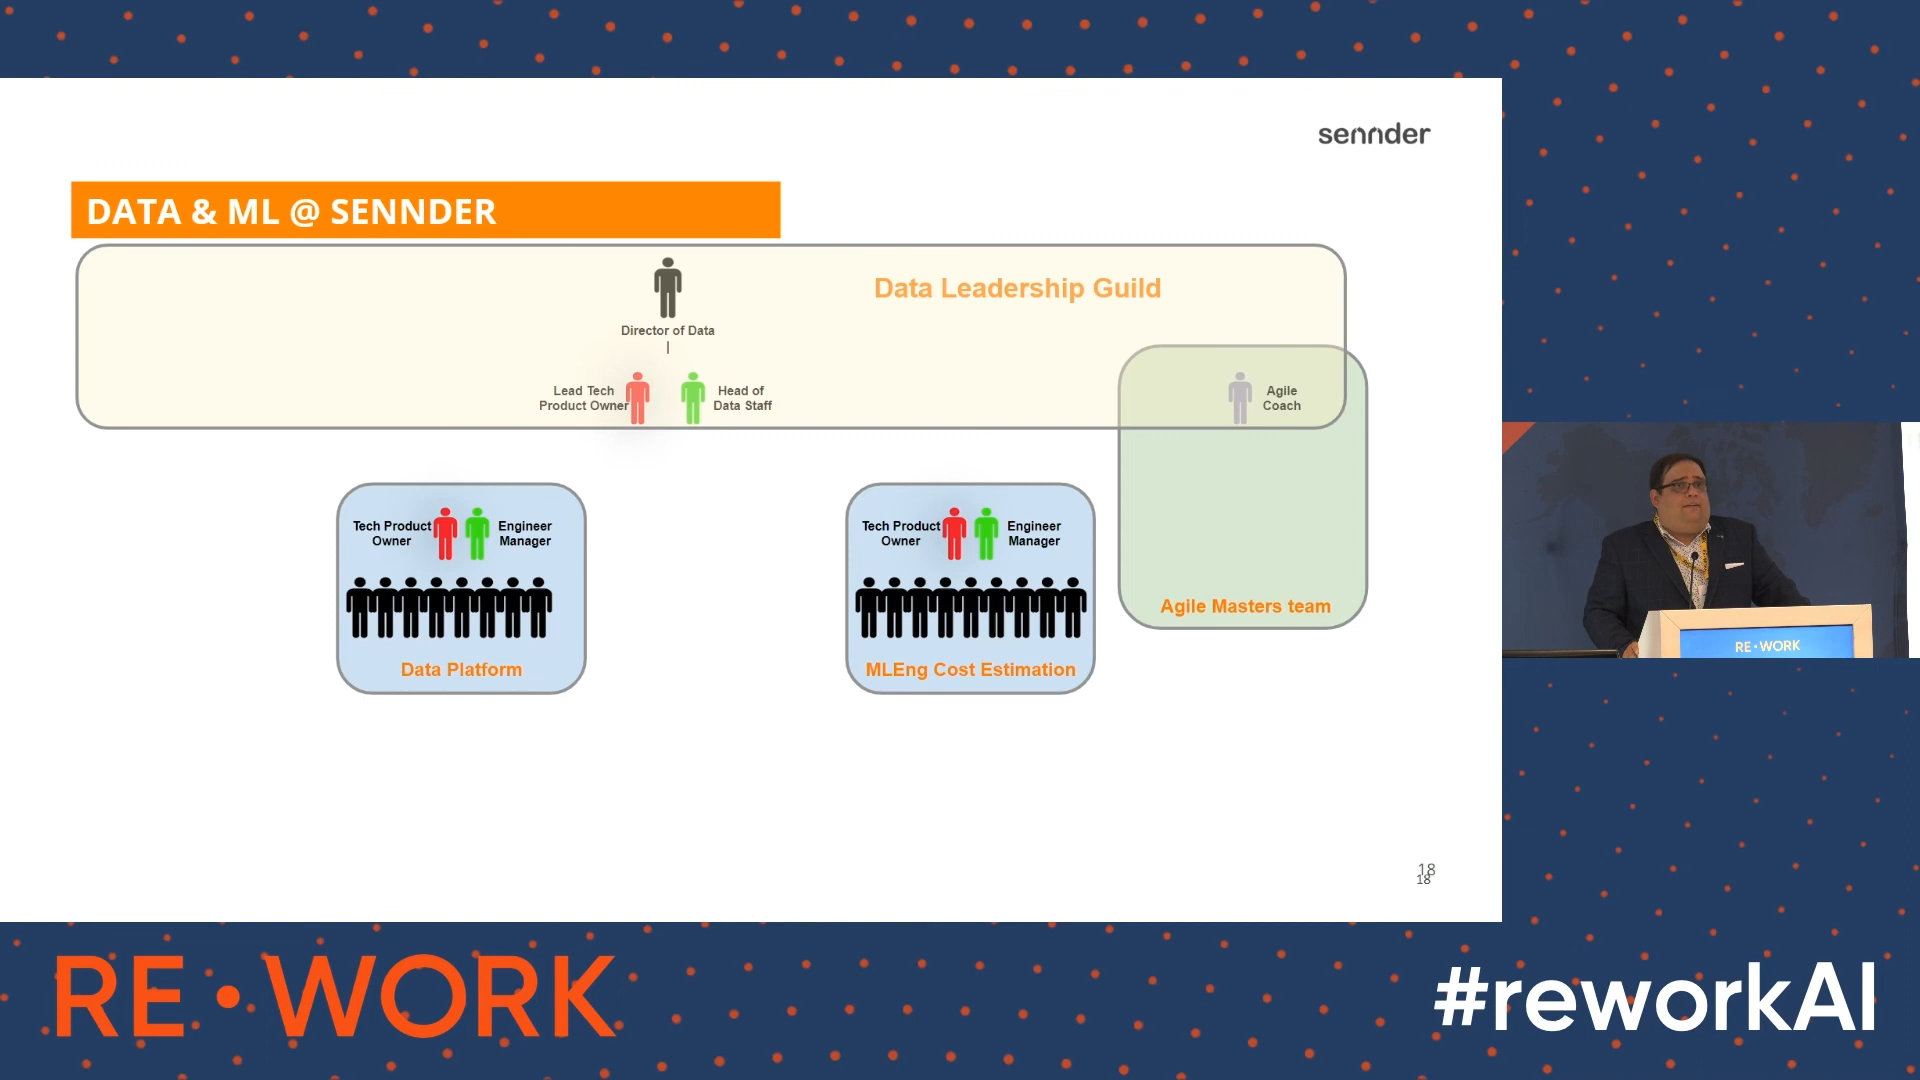 sennder
DATA & ML @ SENNDER
Data Leadership Guild
Director of Data
Lead Tech
Product Owner
Head of
Data Staff
Agile
Coach
Tech Product
Owner
Engineer
Manager
Data Platform
Tech Product
Owner
Engineer
Manager
MLEng Cost Estimation
Agile Masters team
RE•WORK
18
18
RE•WORK
#reworkAI